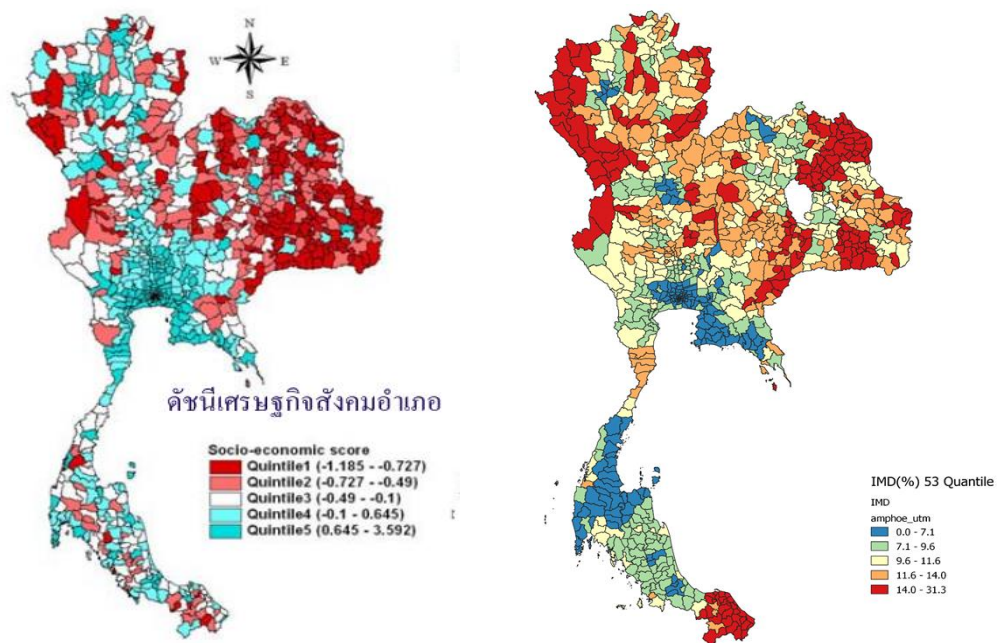 N
W E
S
ดัชนีเศรษฐกิจสังคมอำเภอ
Socio-economic score
Quintile1 (-1.185 - -0.727)
Quintile2 (-0.727 - -0.49)
Quintile3 (-0.49 - -0.1)
Quintile4 (-0.1 - 0.645)
Quintile5 (0.645 - 3.592)
IMD(%) 53 Quantile
IMD
amphoe_utm
0.0 - 7.1
7.1 - 9.6
9.6 - 11.6
11.6 - 14.0
14.0 - 31.3